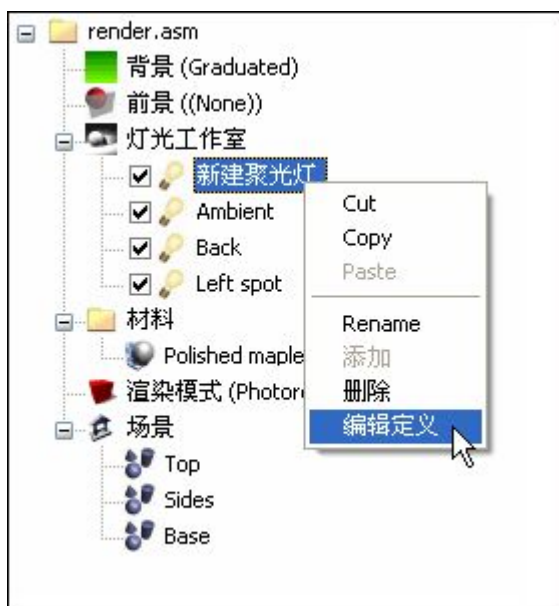 render.asm
背景 (Graduated)
前景 ((None))
灯光工作室
新建聚光灯
Ambient
Back
Left spot
材料
Polished maple
渲染模式 (Photor
场景
Top
Sides
Base
Cut
Copy
Paste
Rename
添加
删除
编辑定义